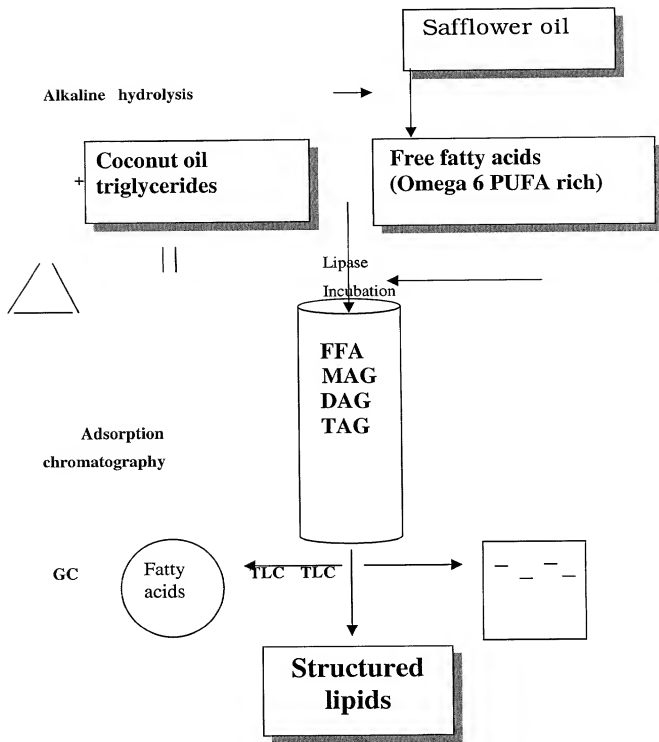 Safflower oil
Alkaline hydrolysis
Coconut oil
triglycerides
+
Free fatty acids
(Omega 6 PUFA rich)
Lipase
Incubation
FFA
MAG
DAG
TAG
Adsorption
chromatography
GC
Fatty
acids
TLC TLC
Structured
lipids